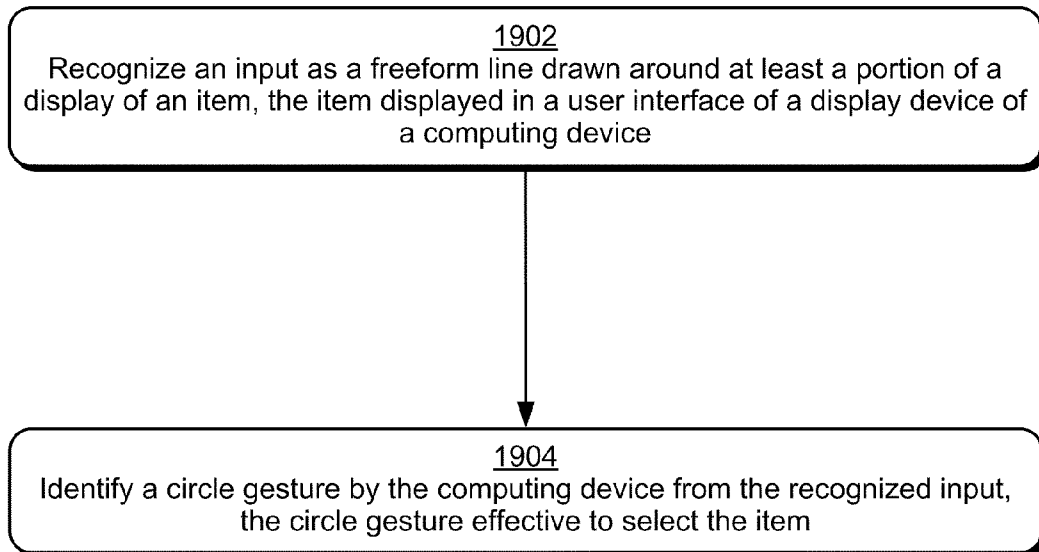 1902
Recognize an input as a freeform line drawn around at least a portion of a
display of an item, the item displayed in a user interface of a display device of
a computing device
1904
Identify a circle gesture by the computing device from the recognized input,
the circle gesture effective to select the item